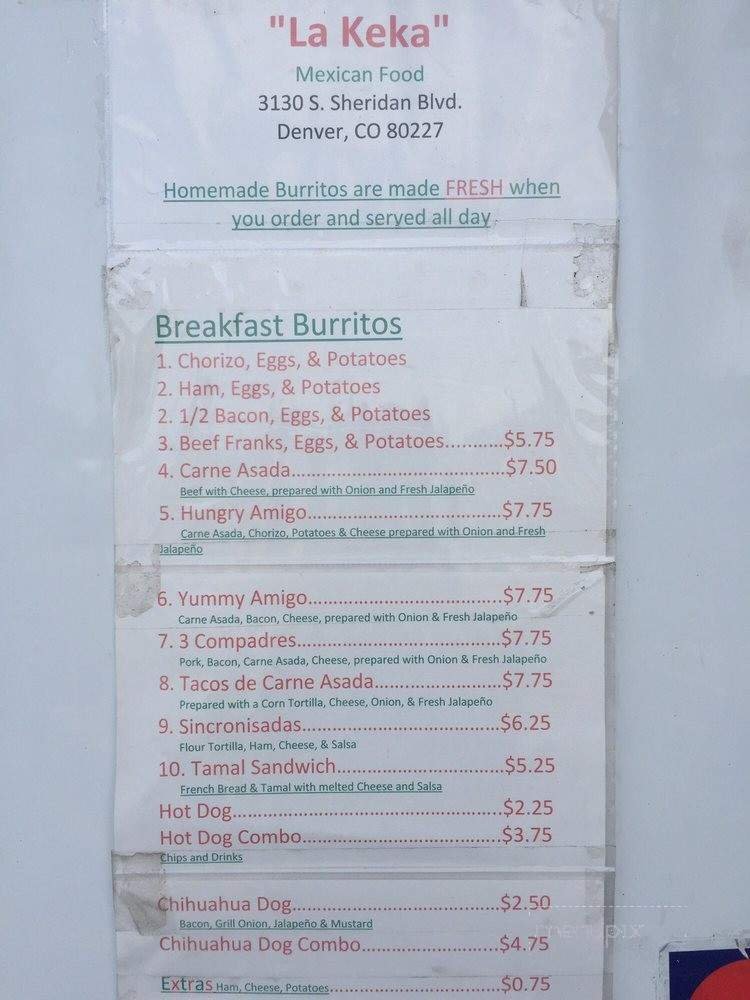 "La Keka"
Mexican Food
3130 S. Sheridan Blvd.
Denver, CO 80227
Homemade Burritos are made FRESH when
you order and served all day.
Breakfast Burritos
1. Chorizo, Eggs, & Potatoes
2. Ham, Eggs, & Potatoes
2. 1/2 Bacon, Eggs, & Potatoes
3. Beef Franks, Eggs, & Potatoes...........$5.75
4. Carne Asada.......................................$7.50
Beef with Cheese, prepared with Onion and Fresh Jalapeño
5. Hungry Amigo...................................$7.75
Carne Asada, Chorizo, Potatoes & Cheese prepared with Onion and Fresh
Jalapeño
6. Yummy Amigo...................................$7.75
Carne Asada, Bacon, Cheese, prepared with Onion & Fresh Jalapeño
7. 3 Compadres.....................................$7.75
Pork, Bacon, Carne Asada, Cheese, prepared with Onion & Fresh Jalapeño
8. Tacos de Carne Asada.......................$7.75
Prepared with a Corn Tortilla, Cheese, Onion, & Fresh Jalapeño
9. Sincronisadas....................................$6.25
Flour Tortilla, Ham, Cheese, & Salsa
10. Tamal Sandwich..............................$5.25
French Bread & Tamal with melted Cheese and Salsa
Hot Dog.................................................$2.25
Hot Dog Combo....................................$3.75
Chips and Drinks
Chihuahua Dog.....................................$2.50
Bacon, Grill Onion, Jalapeño & Mustard
Chihuahua Dog Combo.........................$4.75
Extras Ham, Cheese, Potatoes...............................$0.75
menupix